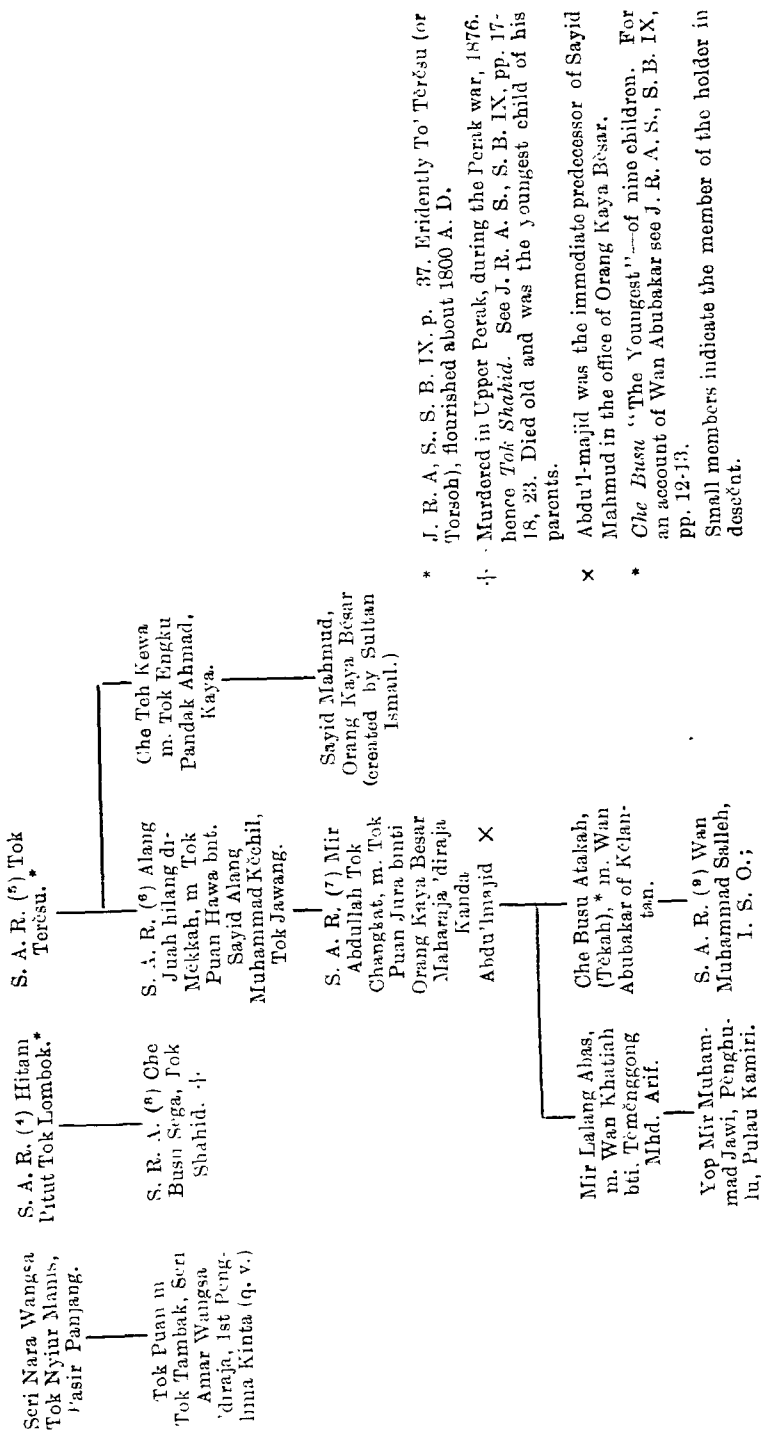 Seri Nara Wangsa
Tok Nyiur Manis,
Pasir Panjang.
Tok Puan m
Tok Tambak, Seri
Amar Wangsa
'diraja, 1st Peng-
lima Kinta (q. v.)
S. A. R. (⁴) Hitam
Pitut Tok Lombok.*
S. R. A. (⁸) Che
Busu Sega, Tok
Shahid. ·|·
S. A. R. (⁵) Tok
Terĕsu.*
S. A. R. (⁶) Alang
Juah hilang di-
Mĕkkah, m Tok
Puan Hawa bnt.
Sayid Alang
Muhammad Kĕchil,
Tok Jawang.
Che Teh Kewa
m. Tok Engku
Pandak Ahmad,
Kaya.
S. A. R. (⁷) Mir
Abdullah Tok
Changkat, m. Tok
Puan Jura bnti
Orang Kaya Besar
Maharaja 'diraja
Kanda
Abdu'lmajid ×
Sayid Mahmud,
Orang Kaya Bĕsar
(created by Sultan
Ismail.)
Mir Lalang Abas,
m. Wan Khatiah
bti. Tĕmĕnggong
Mhd. Arif.
Yop Mir Muham-
mad Jawi, Pĕnghu-
lu, Pulau Kamiri.
Che Busu Atakah,
(Tĕkah), * m. Wan
Abubakar of Kĕlan-
tan.
S. A. R. (⁹) Wan
Muhammad Salleh,
I. S. O.;
* J. R. A, S., S. B. IX, p. 37. Eridently To' Tĕrĕsu (or
Torsoh), flourished about 1800 A. D.
·|· Murdered in Upper Perak, during the Perak war, 1876.
hence Tok Shahid. See J. R. A. S., S. B. IX, pp. 17-
18, 23. Died old and was the youngest child of his
parents.
× Abdu'l-majid was the immediate predecessor of Sayid
Mahmud in the office of Orang Kaya Bĕsar.
* Che Busu "The Youngest"—of nine children. For
an account of Wan Abubakar see J. R. A. S., S. B. IX,
pp. 12-13.
Small members indicate the member of the holder in
descĕnt.